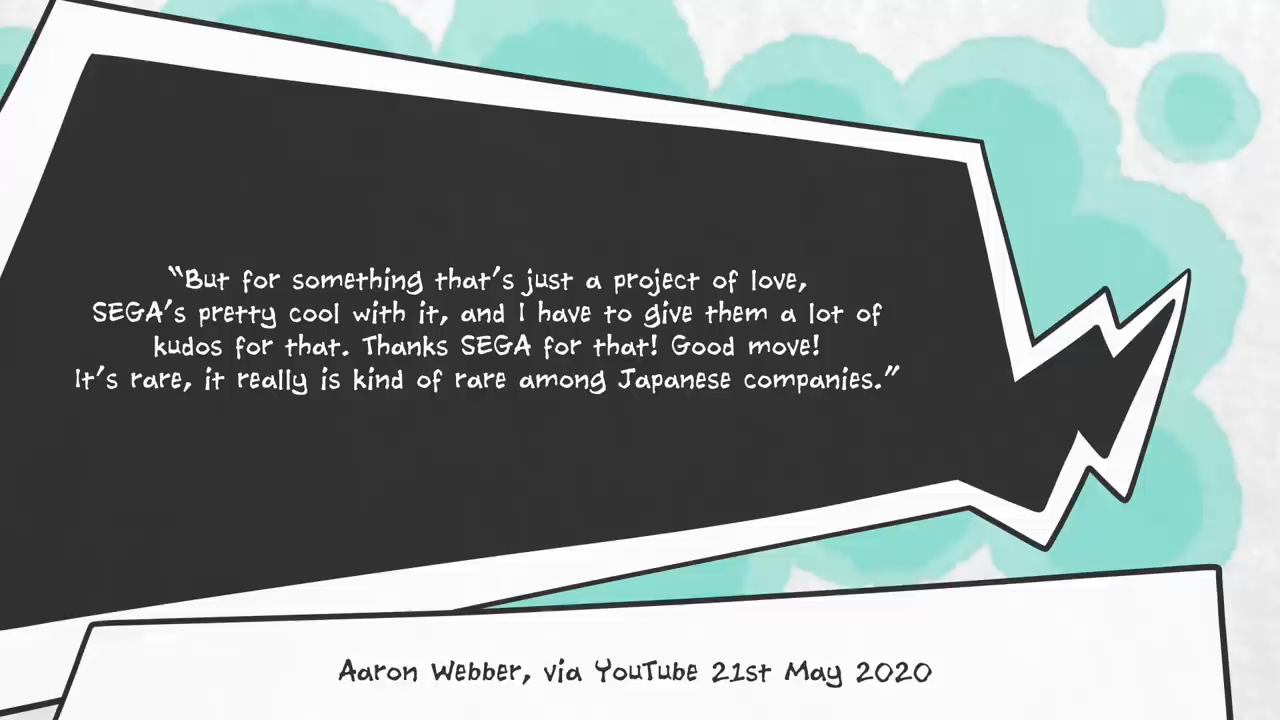 “But for something that’s just a project of love,
SEGA’s pretty cool with it, and I have to give them a lot of
kudos for that. Thanks SEGA for that! Good move!
It’s rare, it really is kind of rare among Japanese companies.”
Aaron Webber, via YouTube 21st May 2020